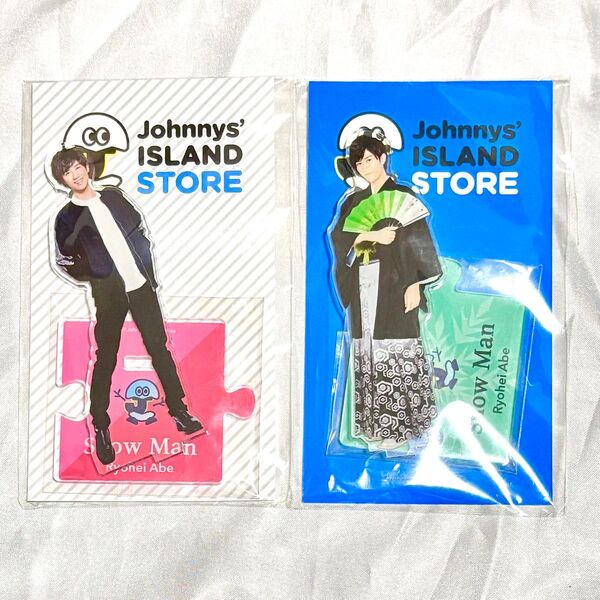 Johnnys'
ISLAND
STORE
Snow Man
Ryohei Abe
Johnnys'
ISLAND
STORE
Snow Man
Ryohei Abe